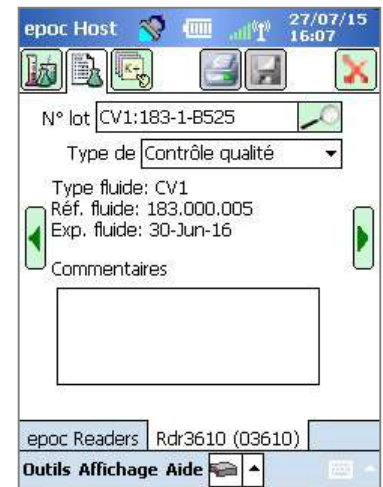 epoc Host 27/07/15
16:07
K+
N° lot CV1:183-1-B525
Type de Contrôle qualité
Type fluide: CV1
Réf. fluide: 183.000.005
Exp. fluide: 30-Jun-16
Commentaires
epoc Readers Rdr3610 (03610)
Outils Affichage Aide